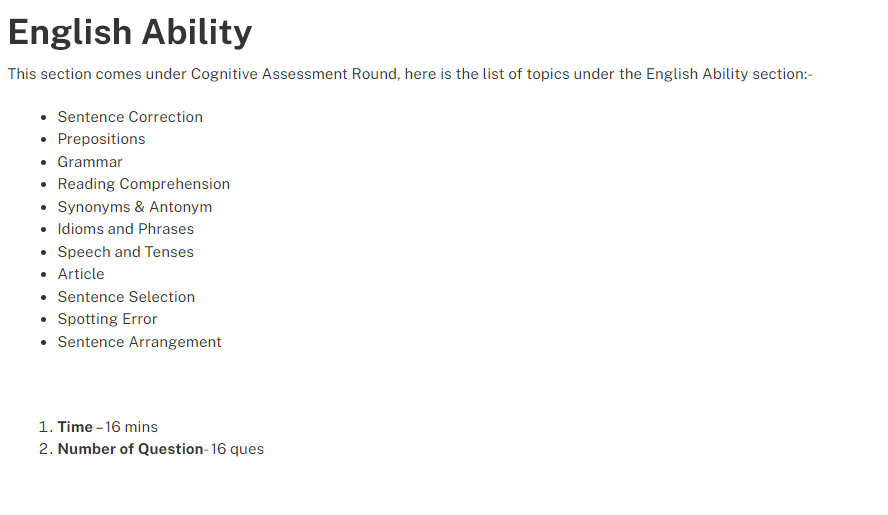 English Ability
This section comes under Cognitive Assessment Round, here is the list of topics under the English Ability section:-
• Sentence Correction
• Prepositions
• Grammar
• Reading Comprehension
• Synonyms & Antonym
• Idioms and Phrases
• Speech and Tenses
• Article
• Sentence Selection
• Spotting Error
• Sentence Arrangement
1. Time – 16 mins
2. Number of Question- 16 ques